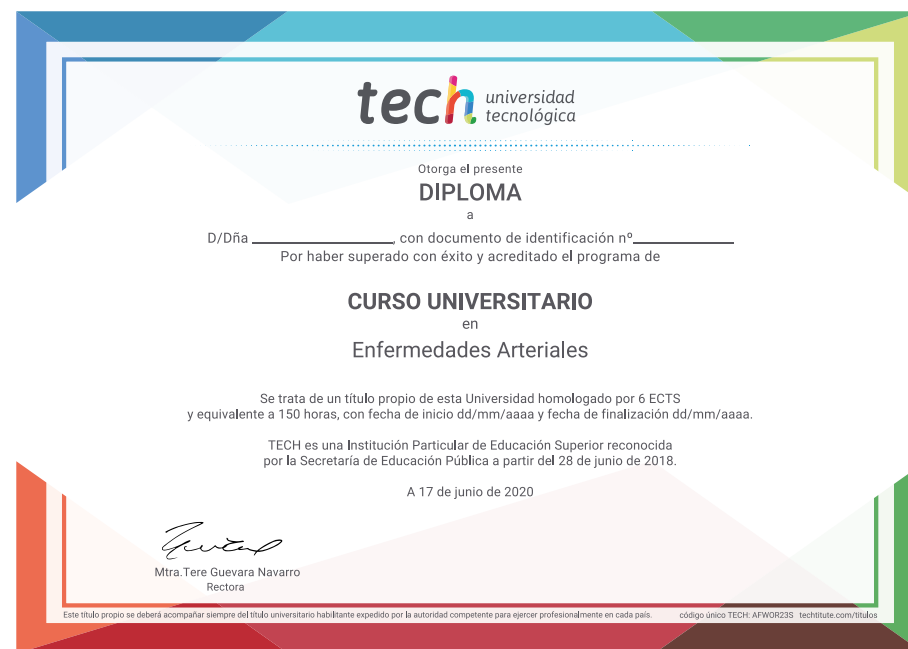 tech universidad
tecnológica
Otorga el presente
DIPLOMA
a
D/Dña ____________________, con documento de identificación nº______________
Por haber superado con éxito y acreditado el programa de
CURSO UNIVERSITARIO
en
Enfermedades Arteriales
Se trata de un título propio de esta Universidad homologado por 6 ECTS
y equivalente a 150 horas, con fecha de inicio dd/mm/aaaa y fecha de finalización dd/mm/aaaa.
TECH es una Institución Particular de Educación Superior reconocida
por la Secretaría de Educación Pública a partir del 28 de junio de 2018.
A 17 de junio de 2020
Mtra.Tere Guevara Navarro
Rectora
Este título propio se deberá acompañar siempre del título universitario habilitante expedido por la autoridad competente para ejercer profesionalmente en cada país. código único TECH: AFWOR23S techtitute.com/titulos